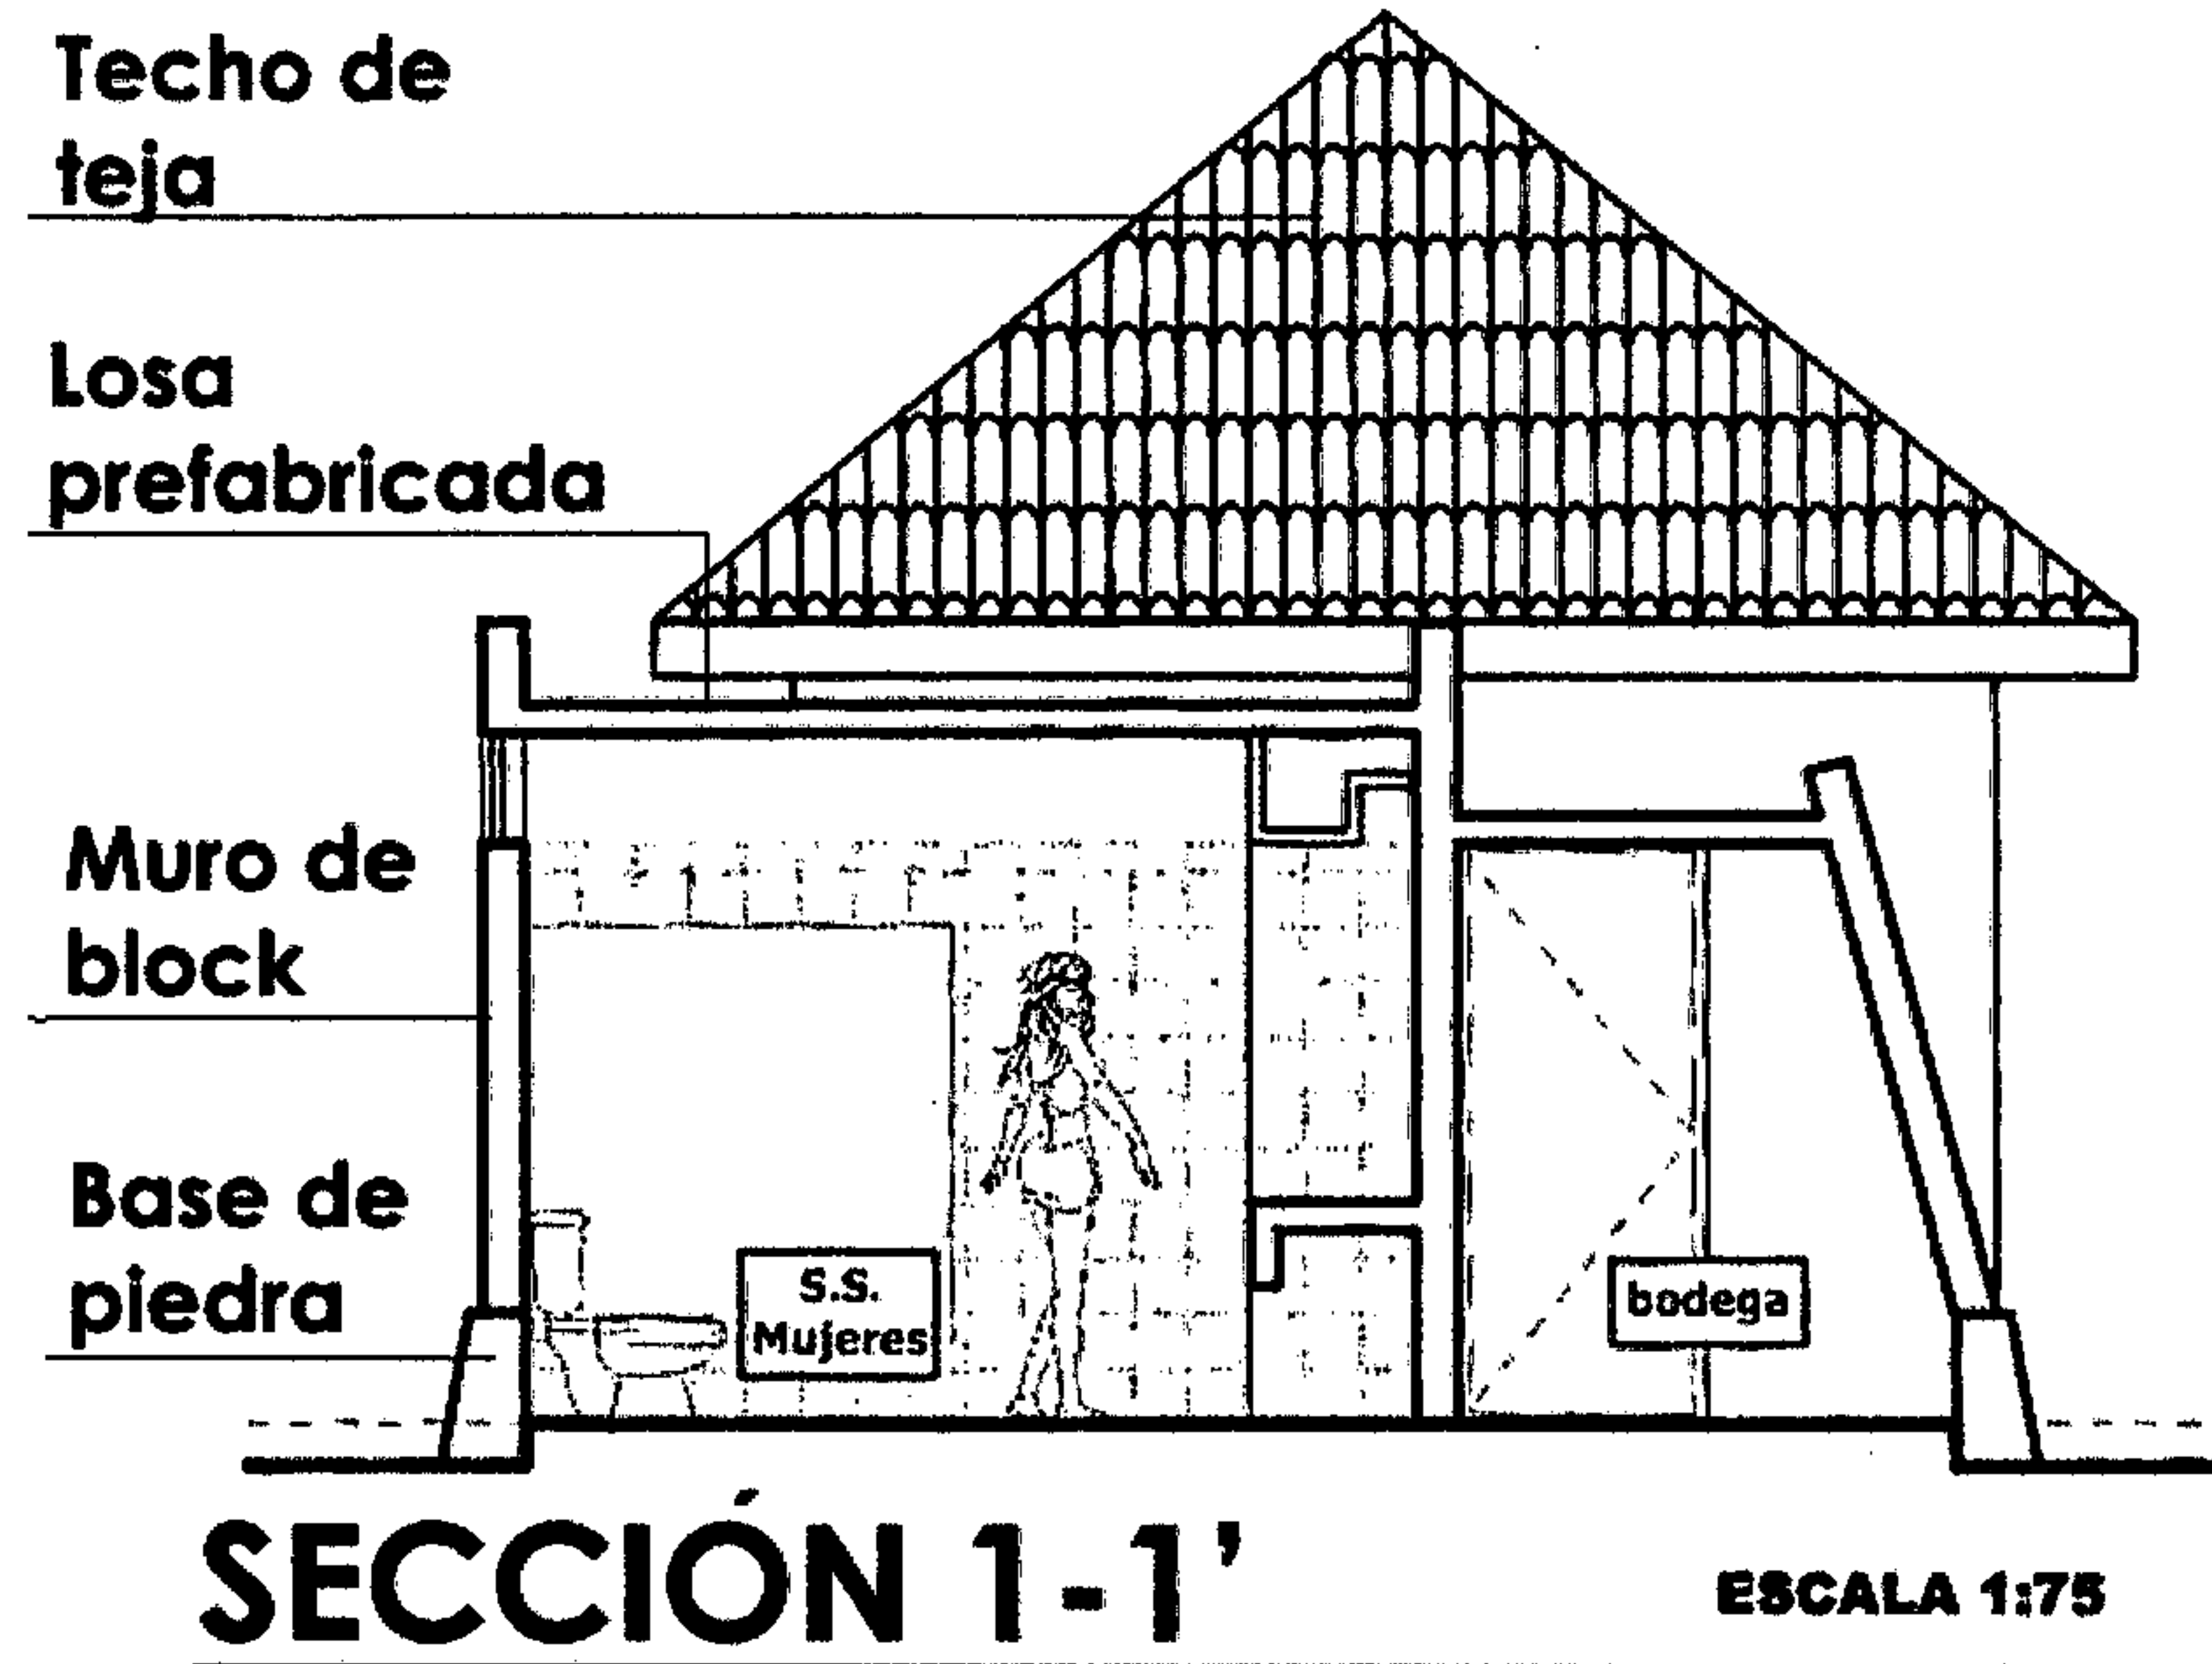 Techo de
teja
Losa
prefabricada
Muro de
block
Base de
piedra
S.S.
Mujeres
bodega
SECCIÓN 1-1’
ESCALA 1:75